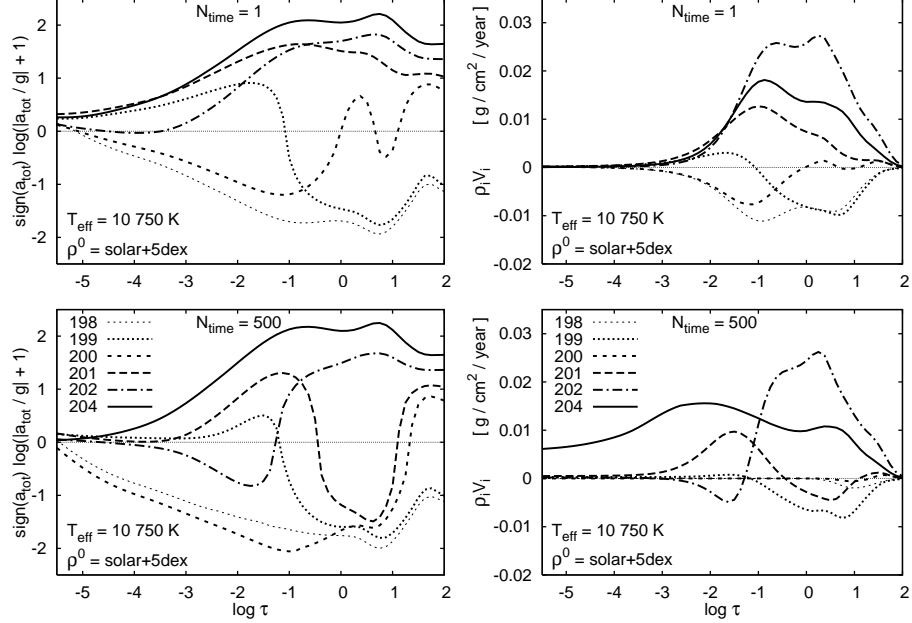 N_time = 1
sign(a_tot) log(|a_tot / g| + 1)
2
1
0
-1
-2
T_eff = 10 750 K
ρ^0 = solar+5dex
-5 -4 -3 -2 -1 0 1 2
N_time = 1
ρ_iV_i [ g / cm^2 / year ]
0.03
0.02
0.01
0
-0.01
-0.02
T_eff = 10 750 K
ρ^0 = solar+5dex
-5 -4 -3 -2 -1 0 1 2
N_time = 500
198
199
200
201
202
204
sign(a_tot) log(|a_tot / g| + 1)
2
1
0
-1
-2
T_eff = 10 750 K
ρ^0 = solar+5dex
-5 -4 -3 -2 -1 0 1 2
log τ
N_time = 500
198
199
200
201
202
204
ρ_iV_i [ g / cm^2 / year ]
0.03
0.02
0.01
0
-0.01
-0.02
T_eff = 10 750 K
ρ^0 = solar+5dex
-5 -4 -3 -2 -1 0 1 2
log τ